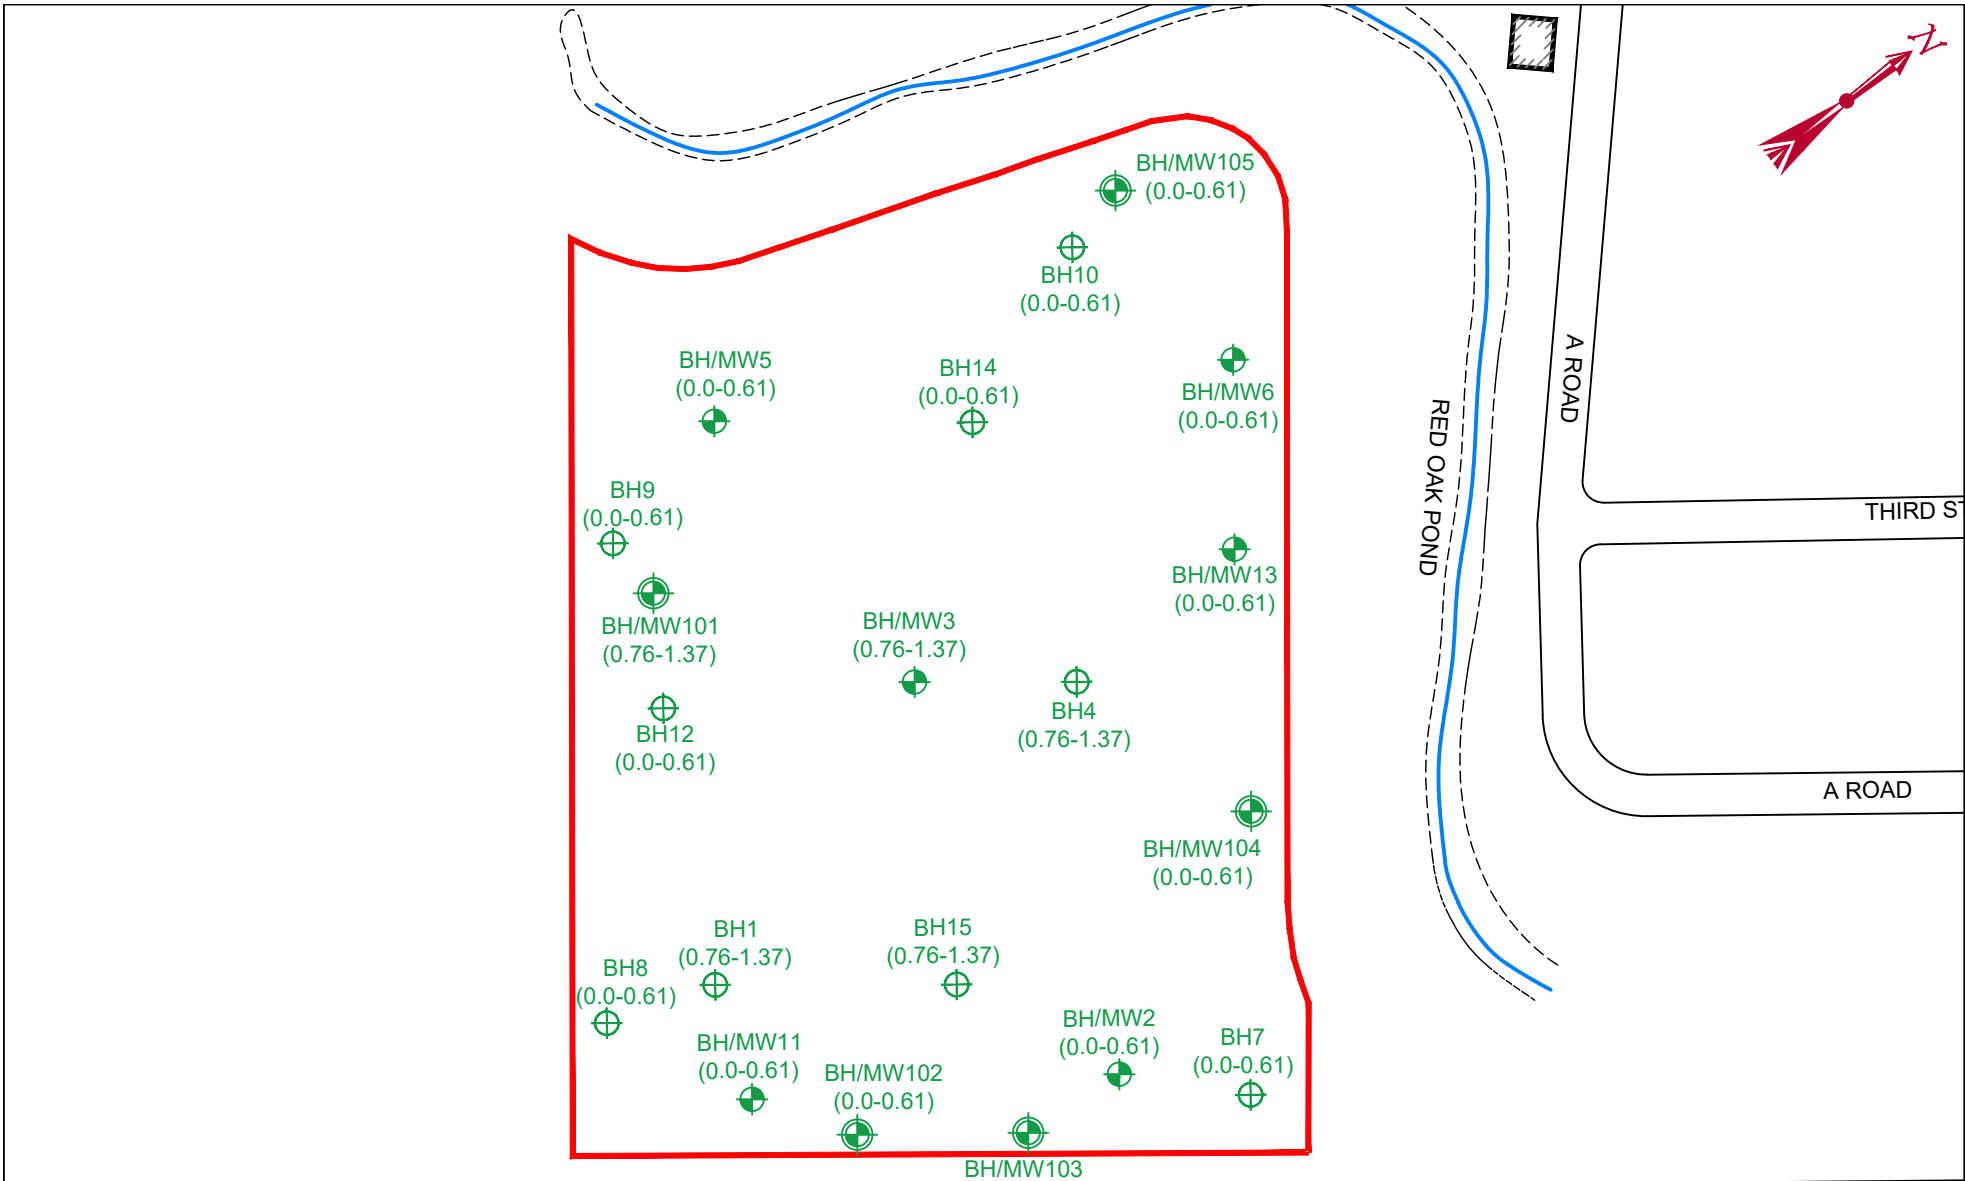 N
BH/MW105
(0.0-0.61)
BH10
(0.0-0.61)
BH/MW5
(0.0-0.61)
BH14
(0.0-0.61)
BH/MW6
(0.0-0.61)
A ROAD
RED OAK POND
BH9
(0.0-0.61)
THIRD ST
BH/MW13
(0.0-0.61)
BH/MW101
(0.76-1.37)
BH/MW3
(0.76-1.37)
BH4
(0.76-1.37)
BH12
(0.0-0.61)
A ROAD
BH/MW104
(0.0-0.61)
BH1
(0.76-1.37)
BH15
(0.76-1.37)
BH8
(0.0-0.61)
BH/MW11
(0.0-0.61)
BH/MW102
(0.0-0.61)
BH/MW2
(0.0-0.61)
BH7
(0.0-0.61)
BH/MW103